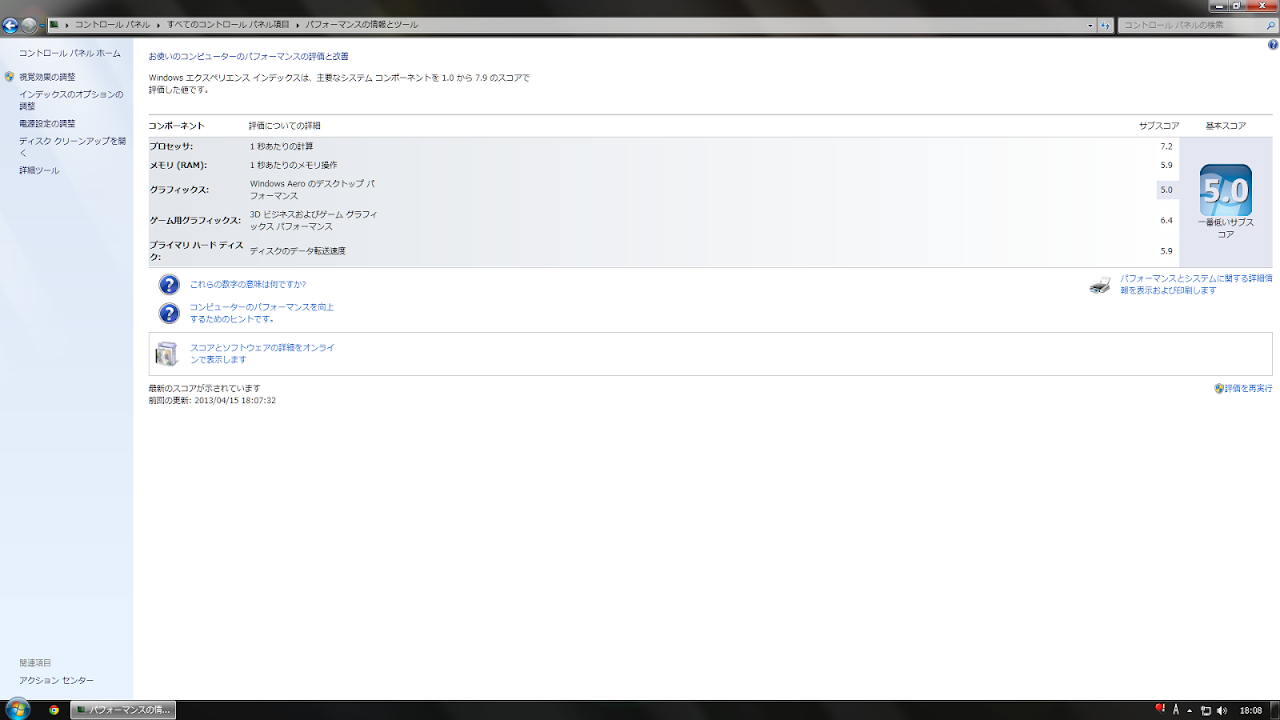 コントロール パネル ▸ すべてのコントロール パネル項目 ▸ パフォーマンスの情報とツール
コントロール パネルの検索
コントロール パネル ホーム
視覚効果の調整
インデックスのオプションの
調整
電源設定の調整
ディスク クリーンアップを開
く
詳細ツール
お使いのコンピューターのパフォーマンスの評価と改善
Windows エクスペリエンス インデックスは、主要なシステム コンポーネントを 1.0 から 7.9 のスコアで
評価した値です。
コンポーネント 評価についての詳細 サブスコア 基本スコア
プロセッサ: 1 秒あたりの計算 7.2
メモリ (RAM): 1 秒あたりのメモリ操作 5.9
グラフィックス: Windows Aero のデスクトップ パ
フォーマンス 5.0
ゲーム用グラフィックス: 3D ビジネスおよびゲーム グラフィ
ックス パフォーマンス 6.4
プライマリ ハード ディス
ク: ディスクのデータ転送速度 5.9
5.0
一番低いサブス
コア
これらの数字の意味は何ですか?
コンピューターのパフォーマンスを向上
するためのヒントです。
パフォーマンスとシステムに関する詳細情
報を表示および印刷します
スコアとソフトウェアの詳細をオンライ
ンで表示します
最新のスコアが示されています
前回の更新: 2013/04/15 18:07:32
評価を再実行
関連項目
アクション センター
パフォーマンスの情...
A
18:08